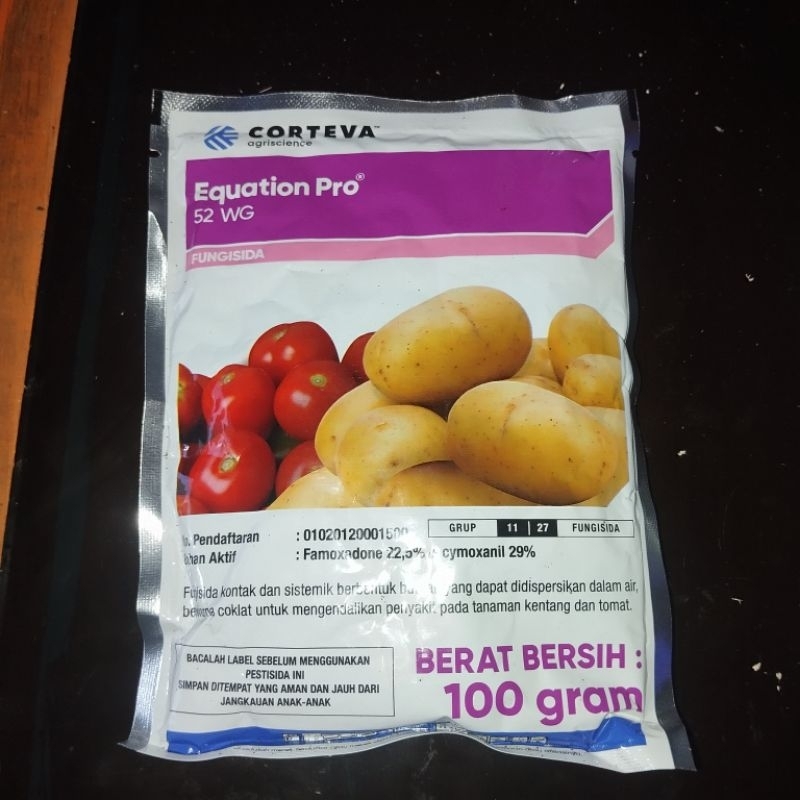 CORTEVA™
agriscience
Equation Pro®
52 WG
FUNGISIDA
GRUP 11 | 27 FUNGISIDA
Pendaftaran :
Aktif : Famoxadone 22,5% cymoxanil 29%
kontak dan sistemik berbentuk yang dapat didispersikan dalam air,
coklat untuk mengendalikan penyakit pada tanaman kentang dan tomat.
BACALAH LABEL SEBELUM MENGGUNAKAN
PESTISIDA INI
SIMPAN DITEMPAT YANG AMAN DAN JAUH DARI
JANGKAUAN ANAK-ANAK
BERAT BERSIH :
100 gram